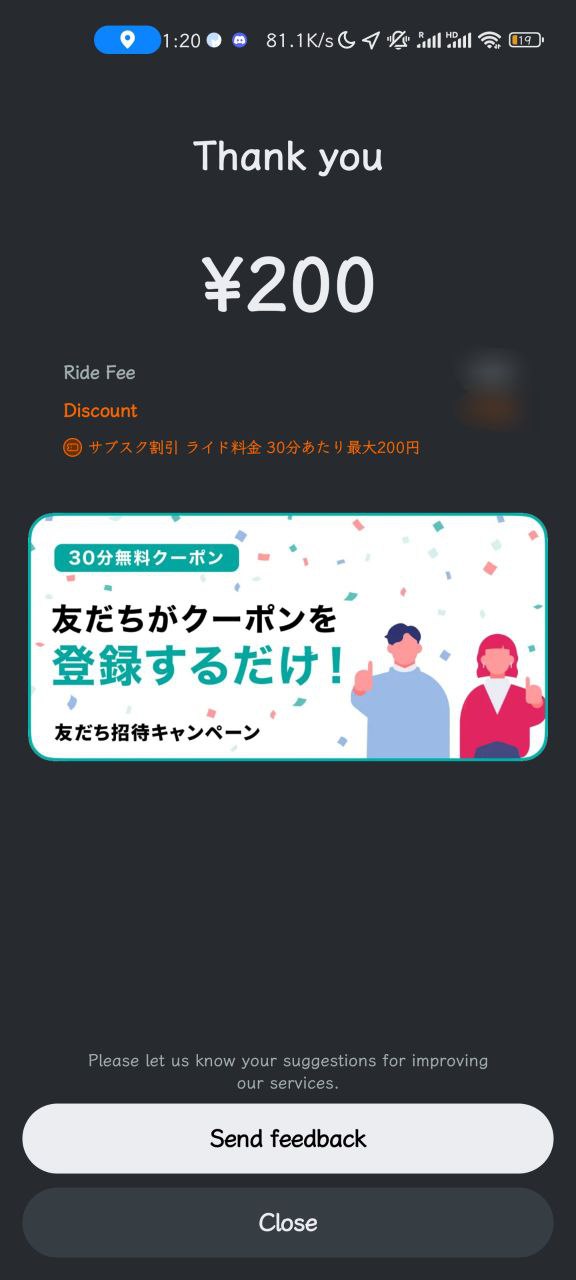 1:20 81.1K/s R HD 19
Thank you
¥200
Ride Fee
Discount
サブスク割引 ライド料金 30分あたり最大200円
30分無料クーポン
友だちがクーポンを
登録するだけ!
友だち招待キャンペーン
Please let us know your suggestions for improving
our services.
Send feedback
Close